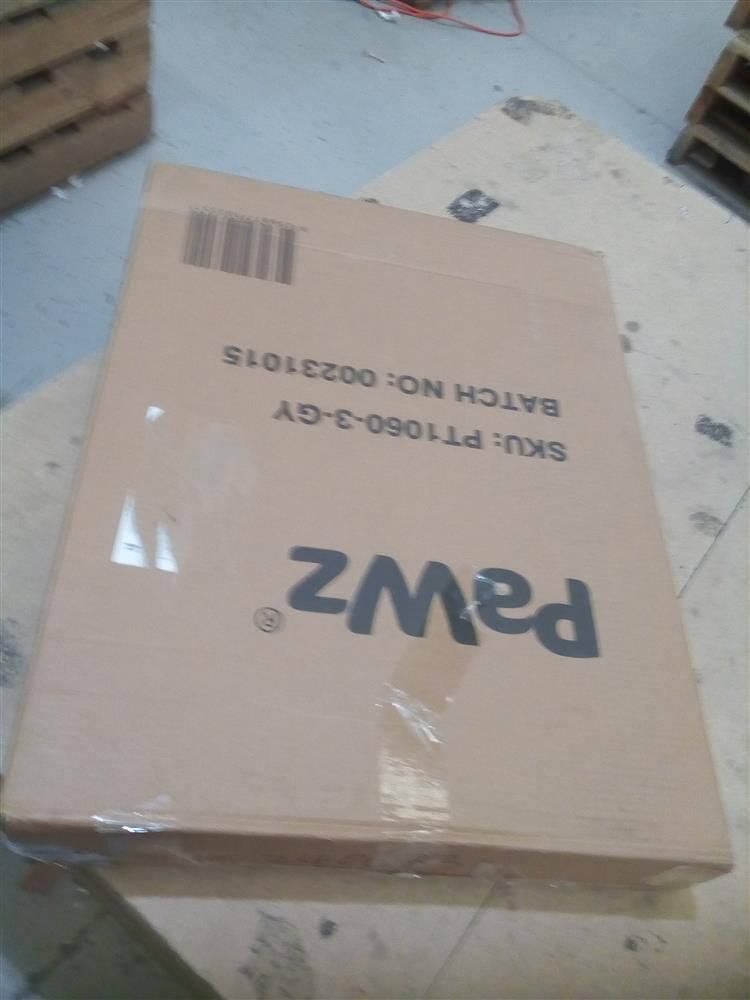 PaWz®
SKU: PT1060-3-GY
BATCH NO: 00231015